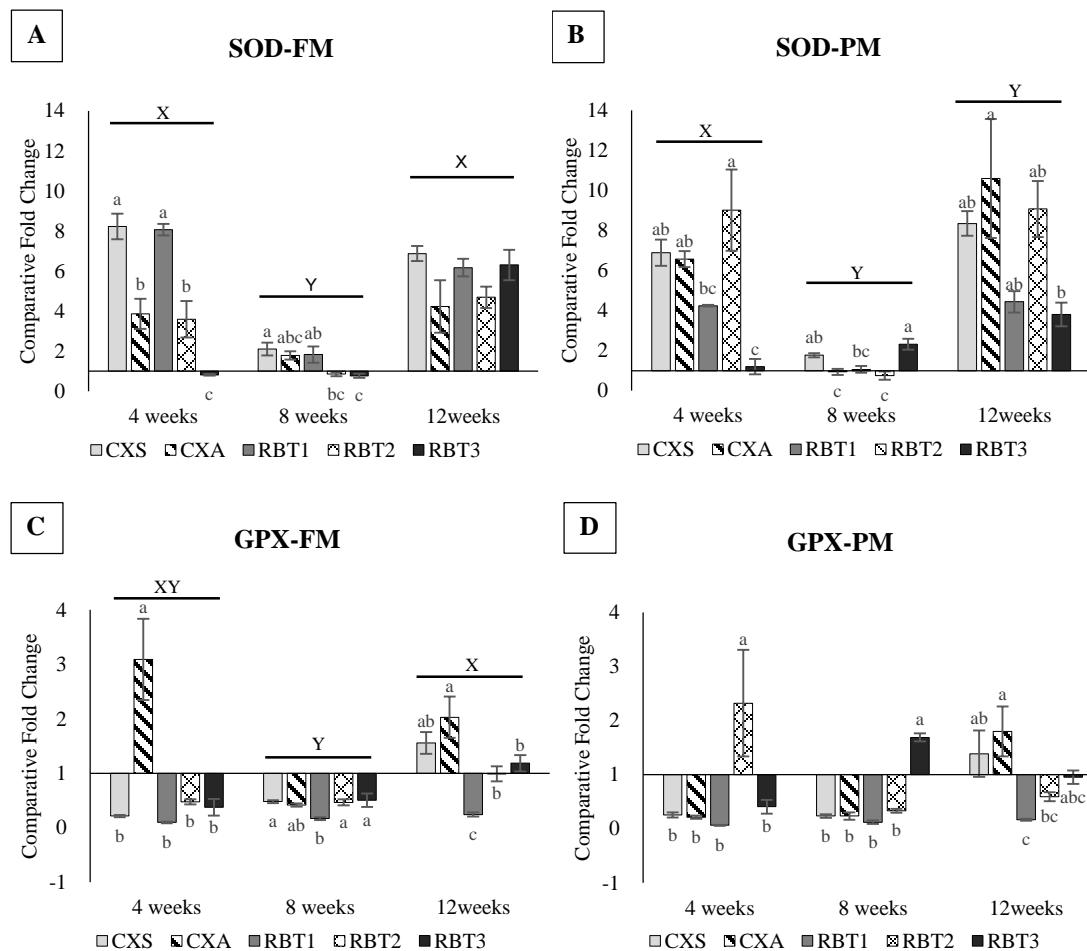 A
SOD-FM
Comparative Fold Change
14
12
10
8
6
4
2
0
X
Y
X
a
b
a
b
c
a
abc
ab
bc
c
4 weeks
8 weeks
12weeks
CXS CXA RBT1 RBT2 RBT3
B
SOD-PM
Comparative Fold Change
14
12
10
8
6
4
2
0
X
Y
Y
ab
ab
bc
a
c
ab
c
bc
c
a
ab
a
ab
ab
b
4 weeks
8 weeks
12weeks
CXS CXA RBT1 RBT2 RBT3
C
GPX-FM
Comparative Fold Change
4
3
2
1
0
-1
XY
Y
X
b
a
b
b
b
a
ab
b
a
a
ab
a
c
b
b
4 weeks
8 weeks
12weeks
CXS CXA RBT1 RBT2 RBT3
D
GPX-PM
Comparative Fold Change
4
3
2
1
0
-1
b
b
b
a
b
b
b
b
b
a
ab
a
c
bc
abc
4 weeks
8 weeks
12weeks
CXS CXA RBT1 RBT2 RBT3